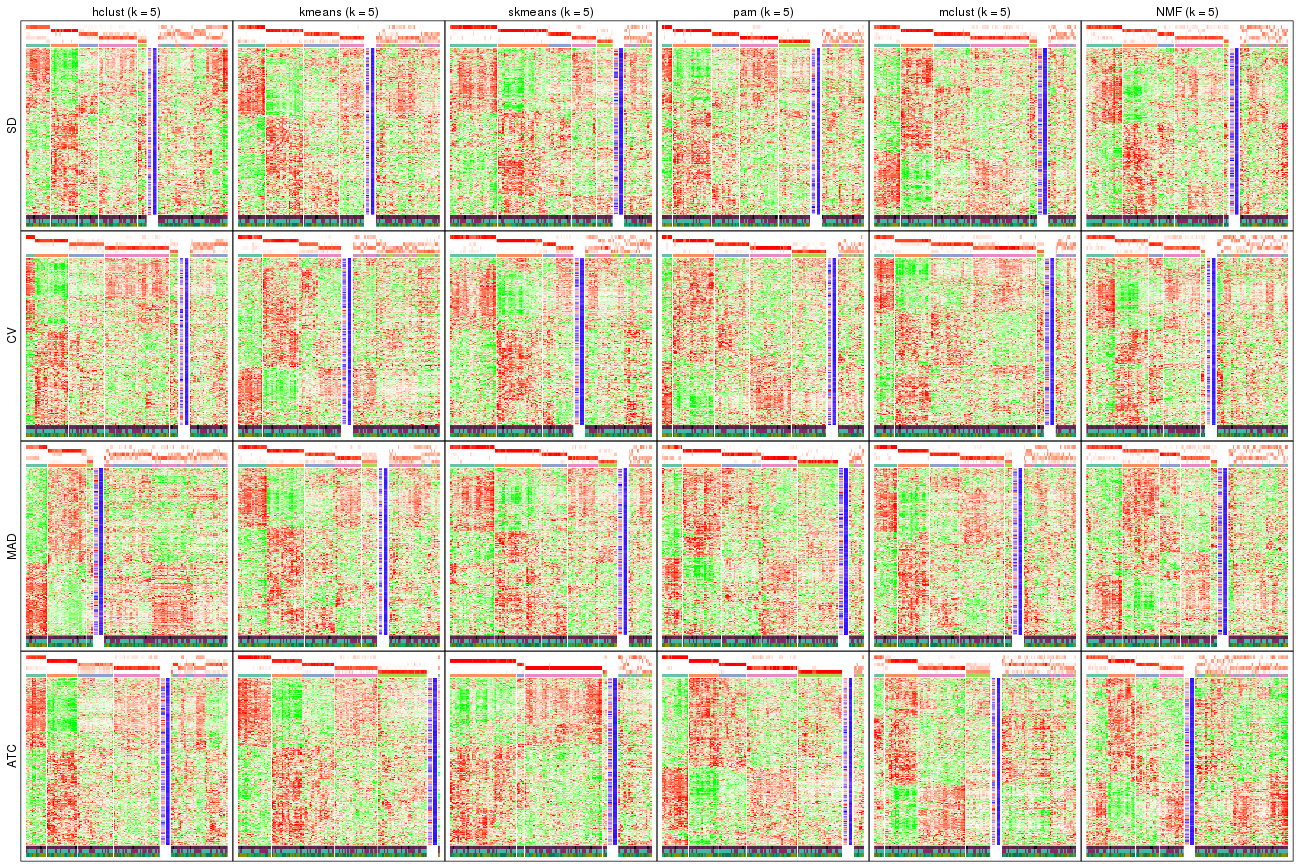 hclust (k = 5) kmeans (k = 5) skmeans (k = 5) pam (k = 5) mclust (k = 5) NMF (k = 5)
SD
CV
MAD
ATC